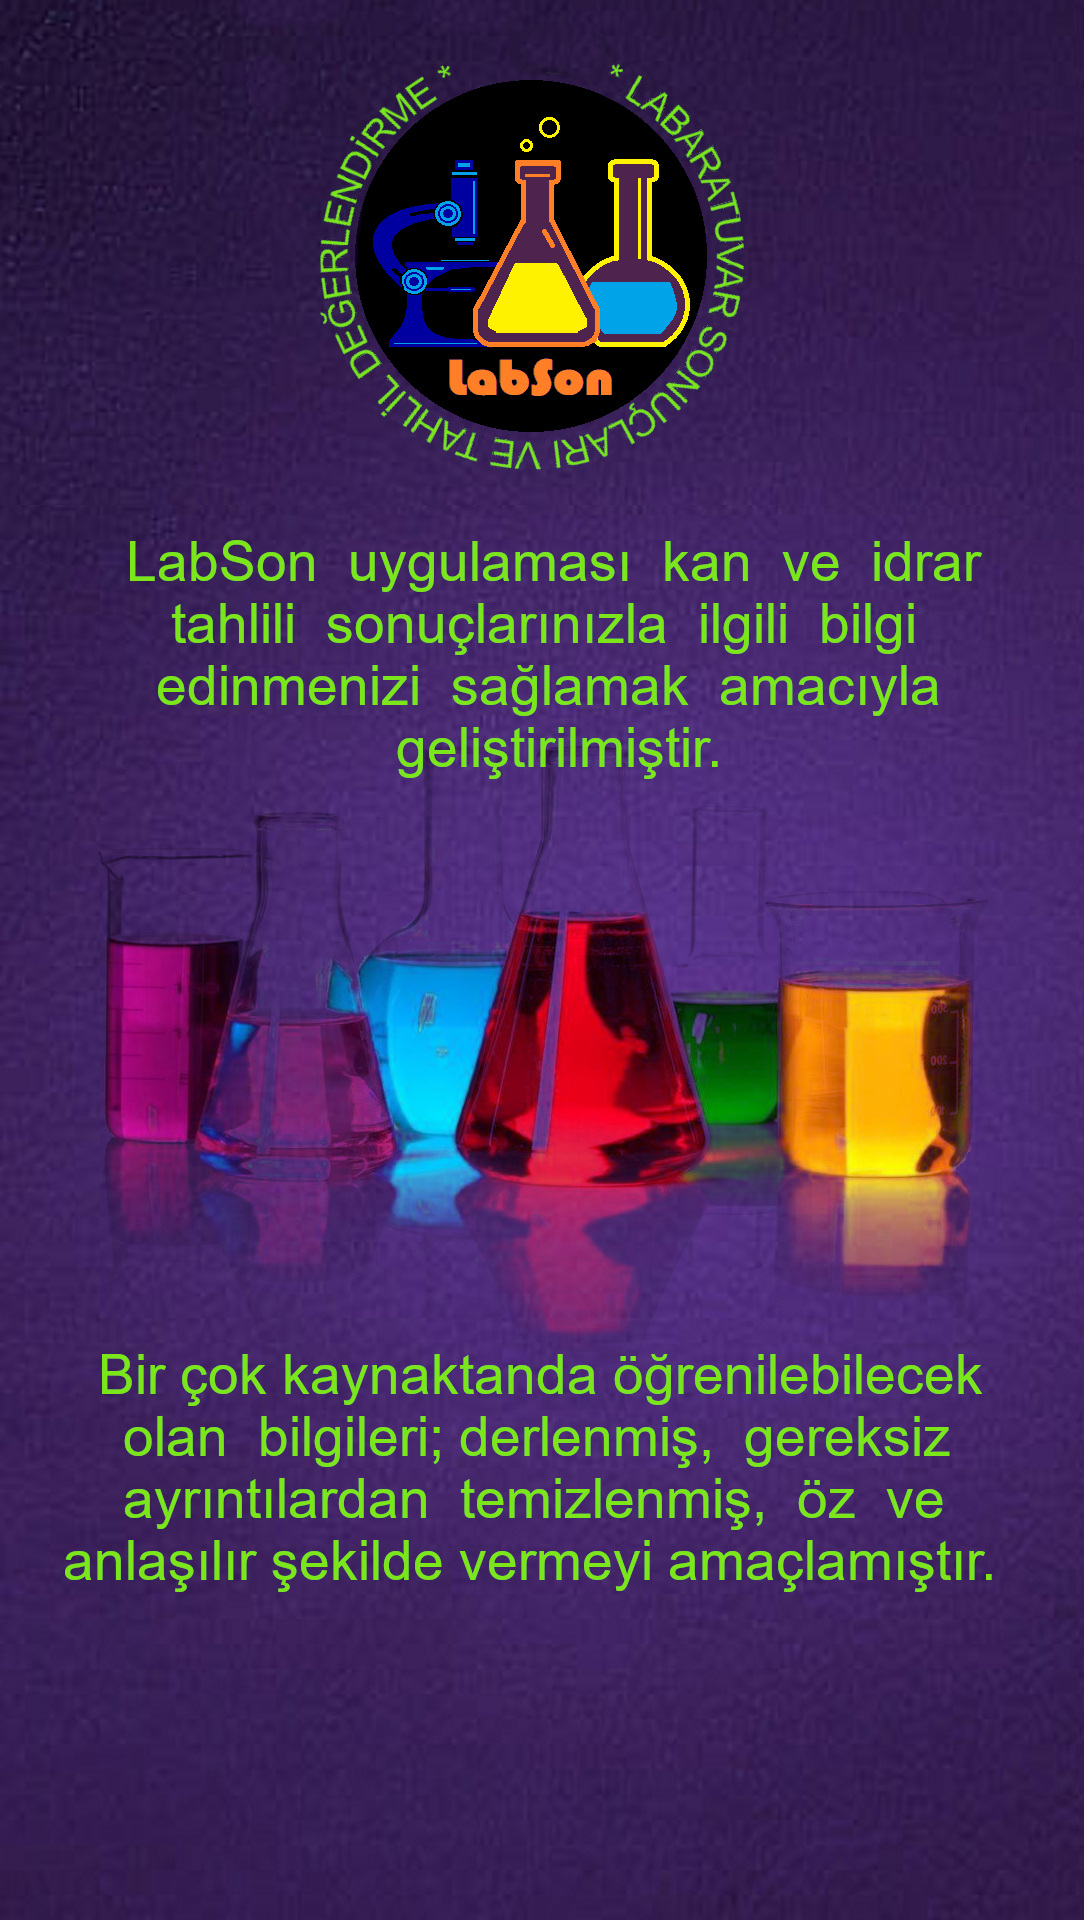 * LABARATUVAR SONUÇLARI VE TAHLİL DEĞERLENDİRME *
LabSon
LabSon uygulaması kan ve idrar
tahlili sonuçlarınızla ilgili bilgi
edinmenizi sağlamak amacıyla
geliştirilmiştir.
Bir çok kaynaktanda öğrenilebilecek
olan bilgileri; derlenmiş, gereksiz
ayrıntılardan temizlenmiş, öz ve
anlaşılır şekilde vermeyi amaçlamıştır.